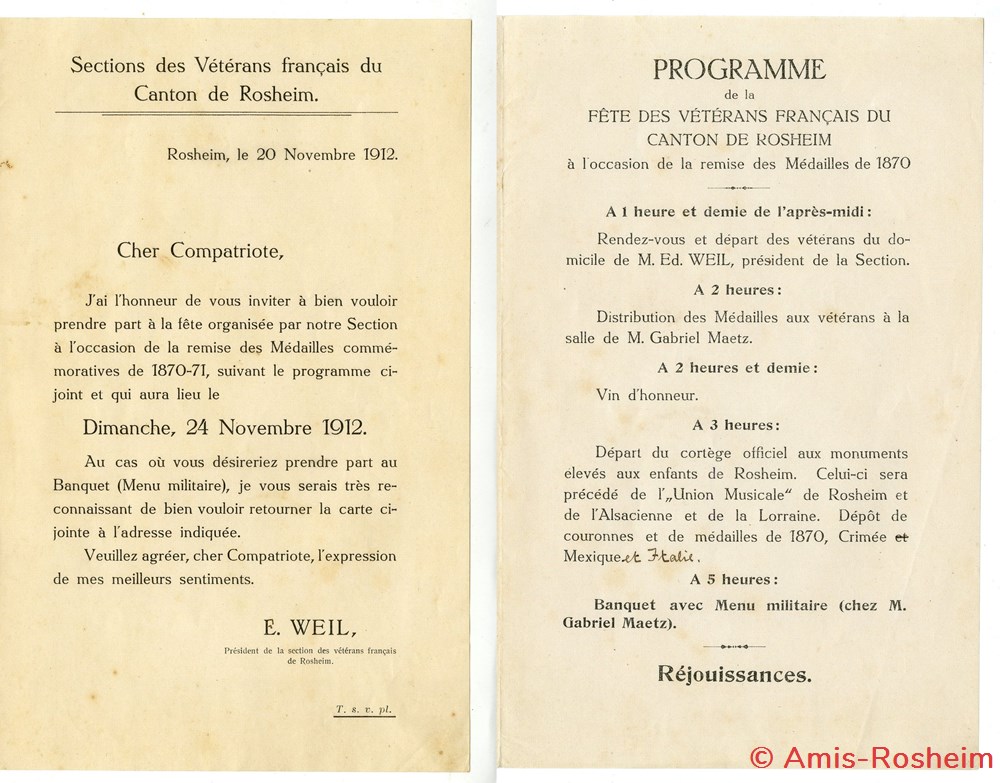 Sections des Vétérans français du
Canton de Rosheim.
Rosheim, le 20 Novembre 1912.
Cher Compatriote,
J'ai l'honneur de vous inviter à bien vouloir
prendre part à la fête organisée par notre Section
à l'occasion de la remise des Médailles commé-
moratives de 1870-71, suivant le programme ci-
joint et qui aura lieu le
Dimanche, 24 Novembre 1912.
Au cas où vous désireriez prendre part au
Banquet (Menu militaire), je vous serais très re-
connaissant de bien vouloir retourner la carte ci-
jointe à l'adresse indiquée.
Veuillez agréer, cher Compatriote, l'expression
de mes meilleurs sentiments.
E. WEIL,
Président de la section des vétérans français
de Rosheim.
T. s. v. pl.
PROGRAMME
de la
FÊTE DES VÉTÉRANS FRANÇAIS DU
CANTON DE ROSHEIM
à l'occasion de la remise des Médailles de 1870
A 1 heure et demie de l'après-midi :
Rendez-vous et départ des vétérans du do-
micile de M. Ed. WEIL, président de la Section.
A 2 heures :
Distribution des Médailles aux vétérans à la
salle de M. Gabriel Maetz.
A 2 heures et demie :
Vin d'honneur.
A 3 heures :
Départ du cortège officiel aux monuments
elevés aux enfants de Rosheim. Celui-ci sera
précédé de l'„Union Musicale“ de Rosheim et
de l'Alsacienne et de la Lorraine. Dépôt de
couronnes et de médailles de 1870, Crimée et
Mexique et Italie.
A 5 heures :
Banquet avec Menu militaire (chez M.
Gabriel Maetz).
Réjouissances.
© Amis-Rosheim